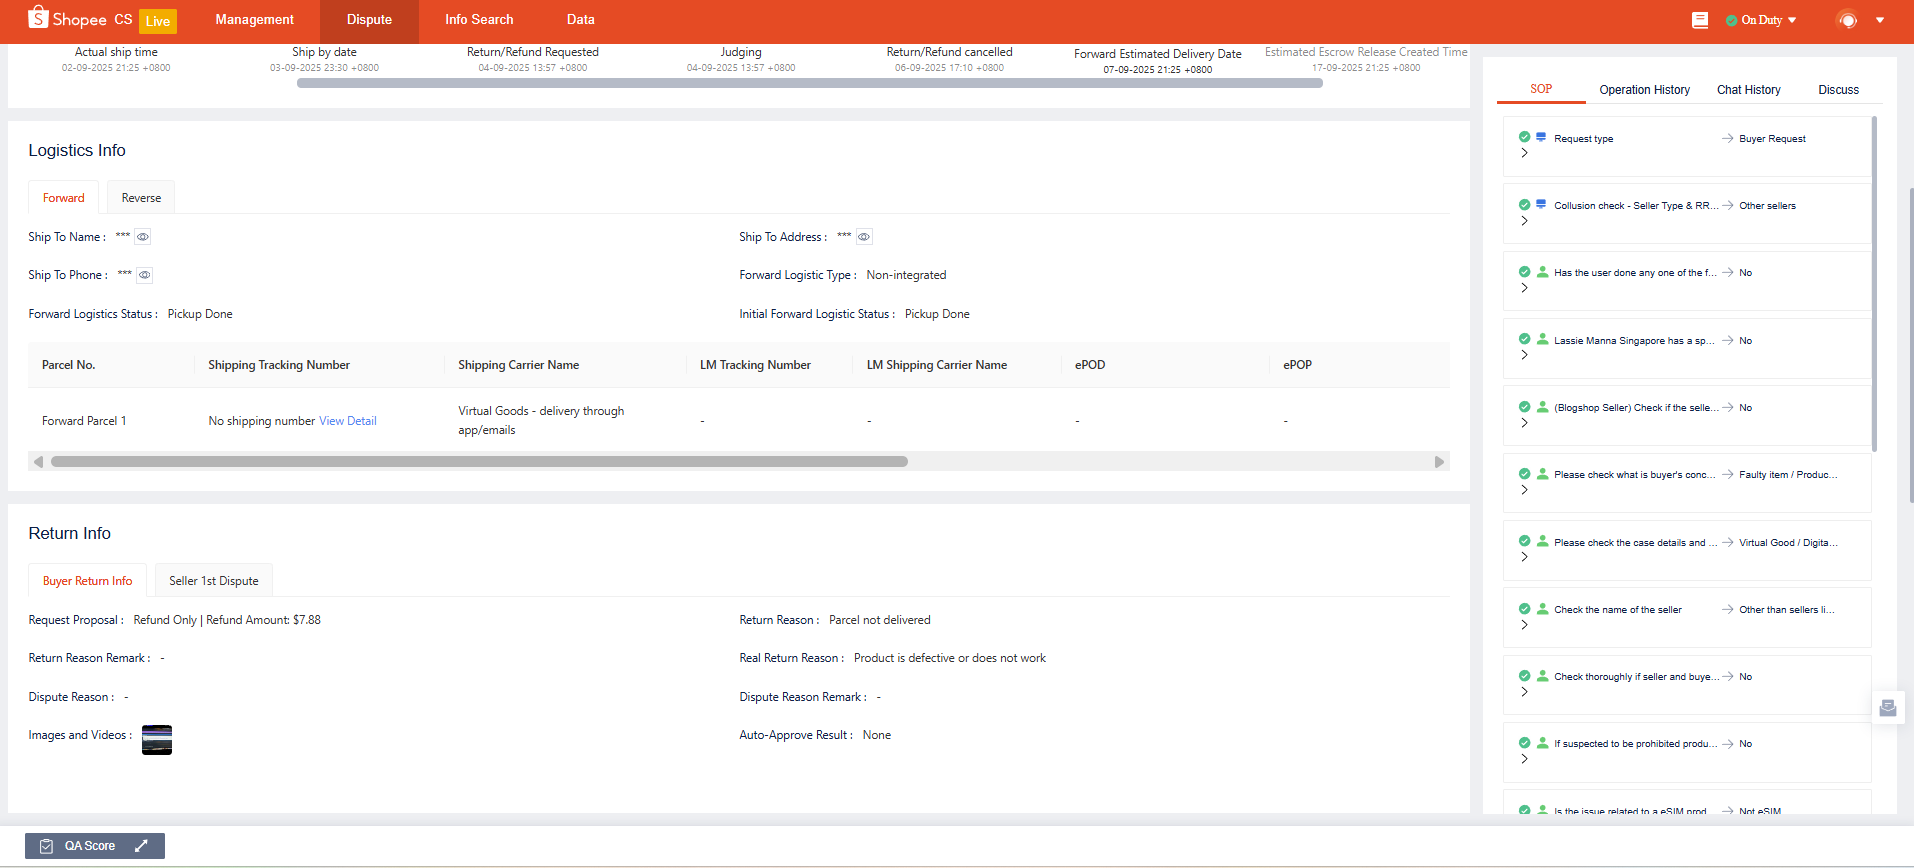 Shopee CS Live
Management
Dispute
Info Search
Data
On Duty
Actual ship time
02-09-2025 21:25 +0800
Ship by date
03-09-2025 23:30 +0800
Return/Refund Requested
04-09-2025 13:57 +0800
Judging
04-09-2025 13:57 +0800
Return/Refund cancelled
06-09-2025 17:10 +0800
Forward Estimated Delivery Date
07-09-2025 21:25 +0800
Estimated Escrow Release Created Time
17-09-2025 21:25 +0800
Logistics Info
Forward
Reverse
Ship To Name : ***
Ship To Address : ***
Ship To Phone : ***
Forward Logistic Type : Non-integrated
Forward Logistics Status : Pickup Done
Initial Forward Logistic Status : Pickup Done
Parcel No.
Shipping Tracking Number
Shipping Carrier Name
LM Tracking Number
LM Shipping Carrier Name
ePOD
ePOP
Forward Parcel 1
No shipping number View Detail
Virtual Goods - delivery through
app/emails
-
-
-
-
Return Info
Buyer Return Info
Seller 1st Dispute
Request Proposal : Refund Only | Refund Amount: $7.88
Return Reason : Parcel not delivered
Return Reason Remark : -
Real Return Reason : Product is defective or does not work
Dispute Reason : -
Dispute Reason Remark : -
Images and Videos :
Auto-Approve Result : None
SOP
Operation History
Chat History
Discuss
Request type → Buyer Request
Collusion check - Seller Type & RR... → Other sellers
Has the user done any one of the f... → No
Lassie Manna Singapore has a sp... → No
(Blogshop Seller) Check if the selle... → No
Please check what is buyer's conc... → Faulty item / Produc...
Please check the case details and ... → Virtual Good / Digita...
Check the name of the seller → Other than sellers li...
Check thoroughly if seller and buye... → No
If suspected to be prohibited produ... → No
Is the issue related to a eSIM prod... → Not eSIM
QA Score